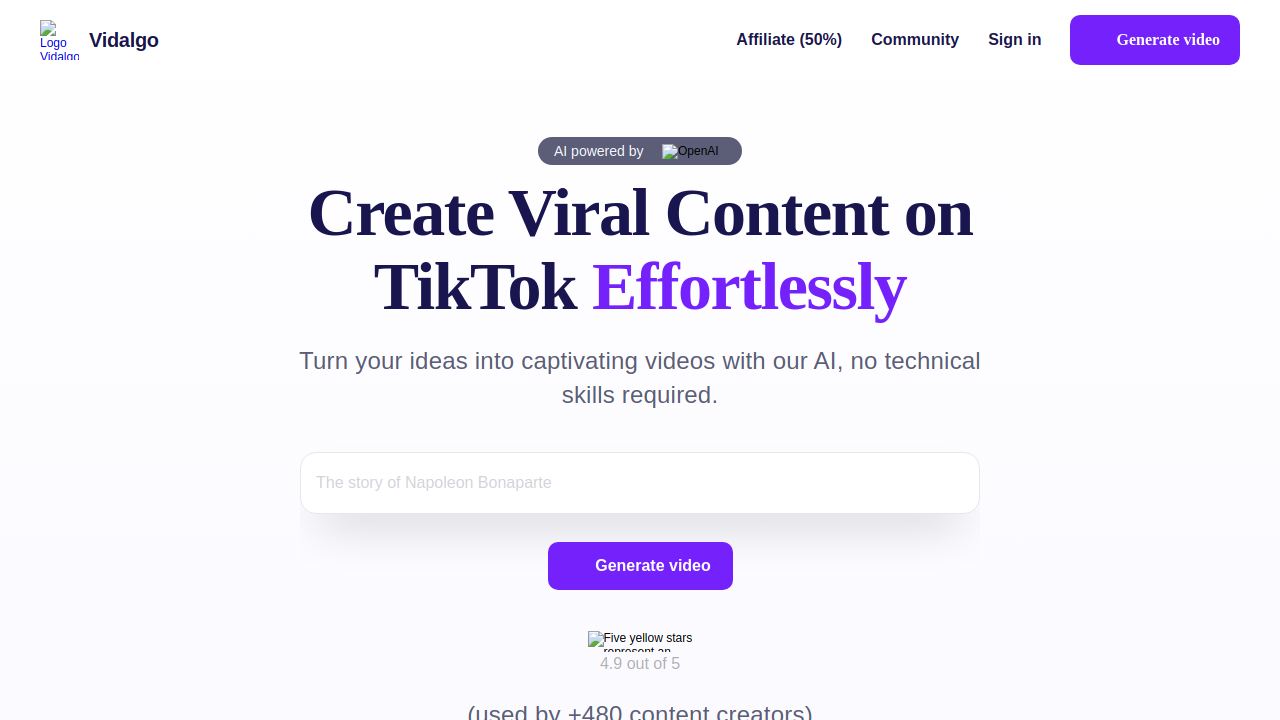 Logo
Vidalgo
Vidalgo
Affiliate (50%)
Community
Sign in
Generate video
AI powered by
OpenAI
Create Viral Content on
TikTok Effortlessly
Turn your ideas into captivating videos with our AI, no technical
skills required.
The story of Napoleon Bonaparte
Generate video
Five yellow stars
represent an
4.9 out of 5
(used by +480 content creators)